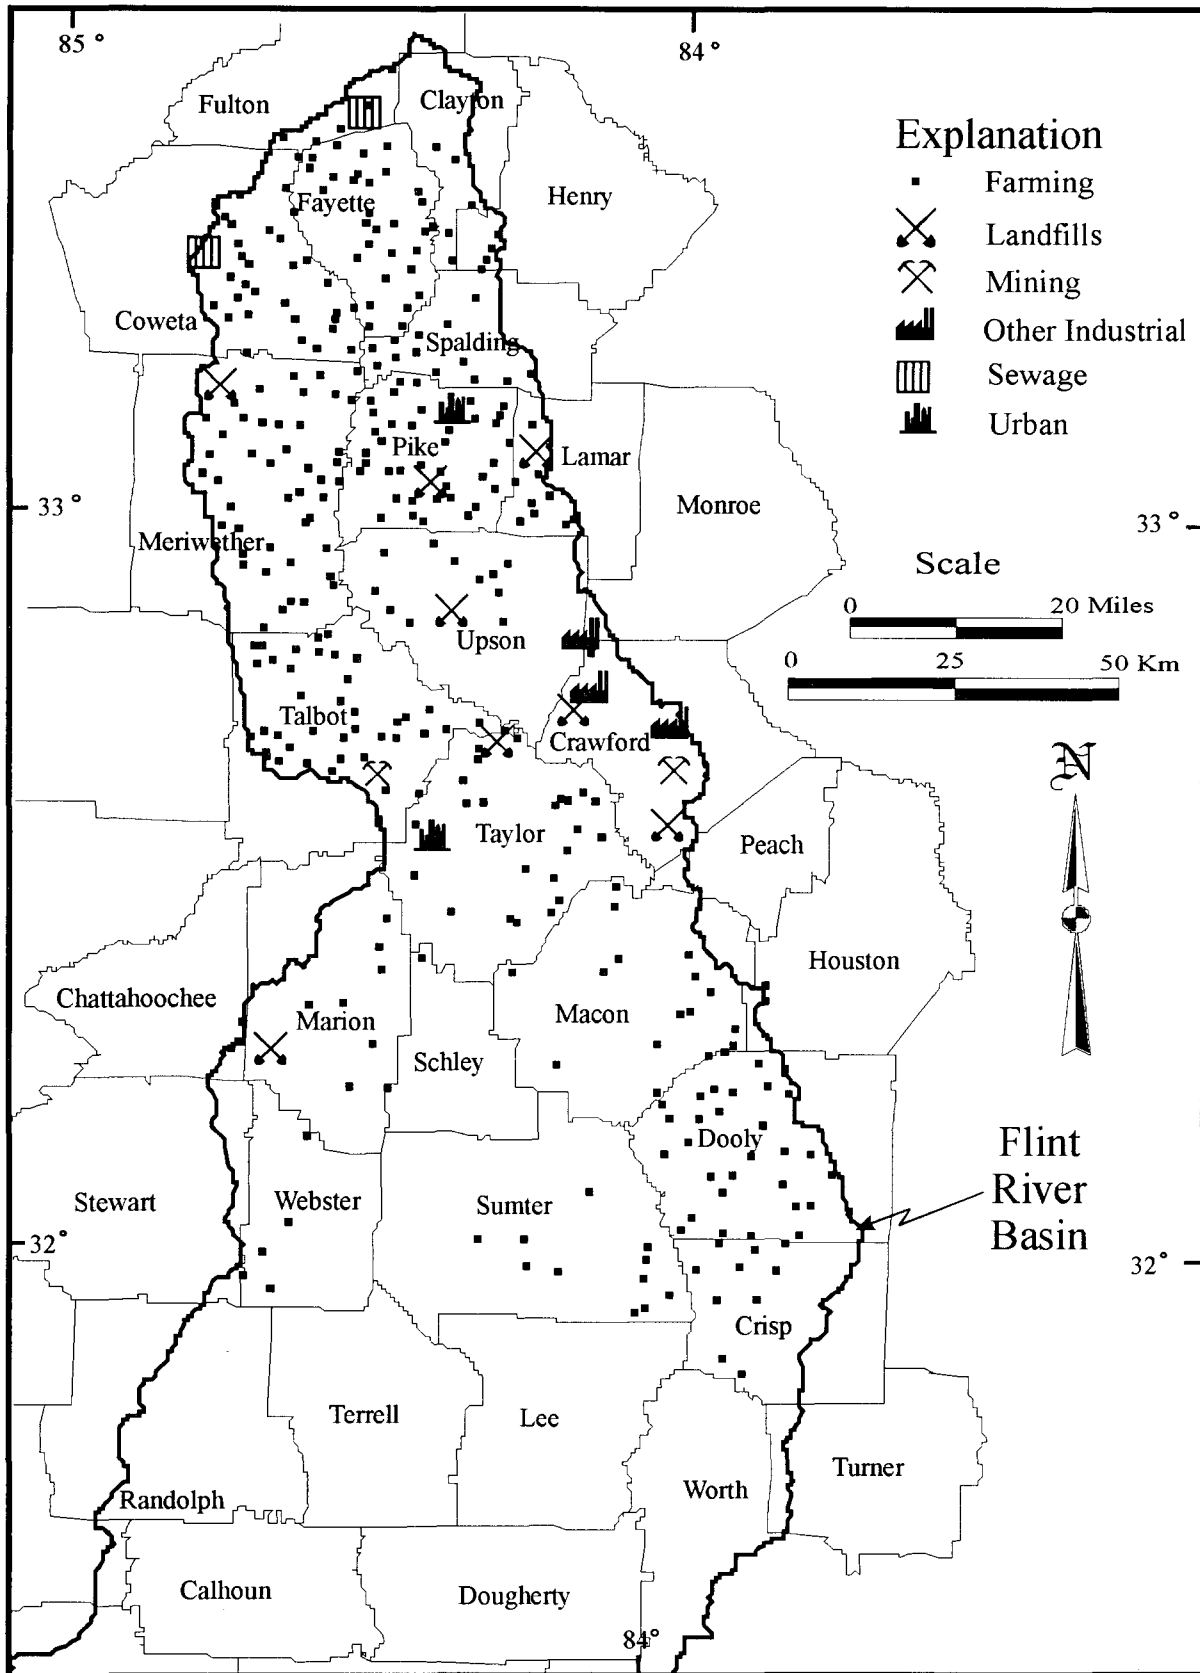 85 °
84 °
Fulton
Clayton
Explanation
Farming
Fayette
Henry
Landfills
Mining
Coweta
Other Industrial
Spalding
Sewage
Urban
Pike
Lamar
33 °
Monroe
33 °
Meriwether
Scale
0 20 Miles
Upson
0 25 50 Km
Talbot
Crawford
N
Taylor
Peach
Houston
Chattahoochee
Marion
Macon
Schley
Dooly
Flint
River
Basin
Stewart
Webster
Sumter
32 °
32 °
Crisp
Terrell
Lee
Turner
Randolph
Worth
Calhoun
Dougherty
84°